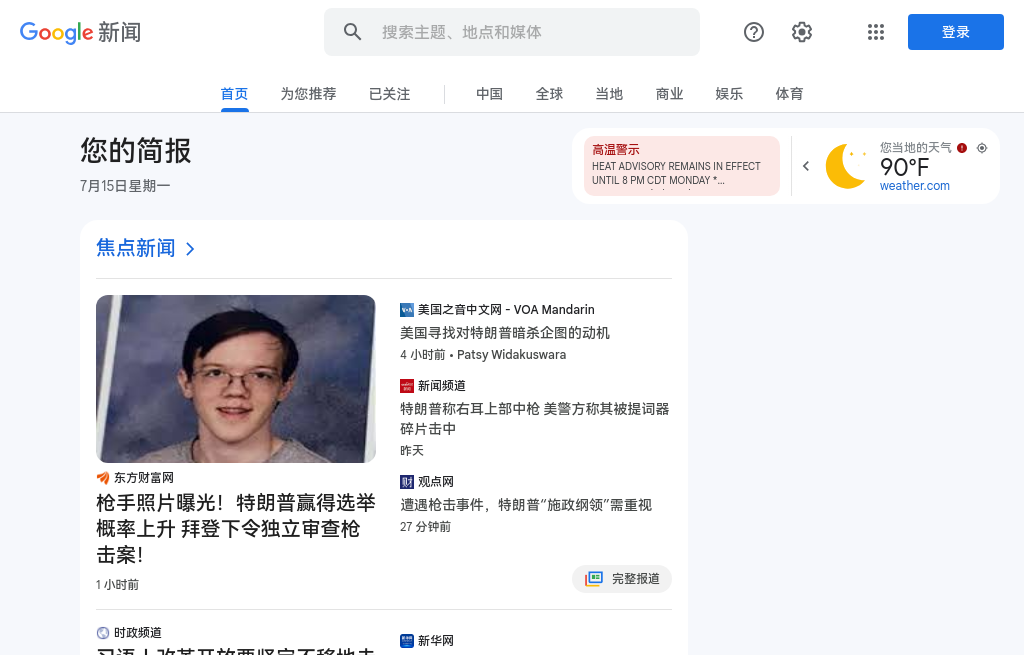 Google 新闻
搜索主题、地点和媒体
登录
首页
为您推荐
已关注
中国
全球
当地
商业
娱乐
体育
您的简报
7月15日星期一
高温警示
HEAT ADVISORY REMAINS IN EFFECT
UNTIL 8 PM CDT MONDAY *...
您当地的天气
90°F
weather.com
焦点新闻
东方财富网
枪手照片曝光！特朗普赢得选举
概率上升 拜登下令独立审查枪
击案！
1 小时前
美国之音中文网 - VOA Mandarin
美国寻找对特朗普暗杀企图的动机
4 小时前 • Patsy Widakuswara
新闻频道
特朗普称右耳上部中枪 美警方称其被提词器
碎片击中
昨天
观点网
遭遇枪击事件，特朗普“施政纲领”需重视
27 分钟前
完整报道
时政频道
新华网